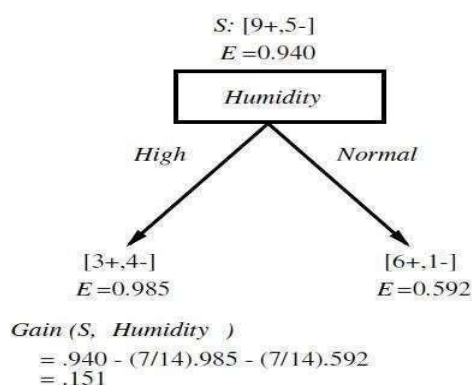 S: [9+,5-]
E =0.940
Humidity
High Normal
[3+,4-] [6+,1-]
E=0.985 E=0.592
Gain (S, Humidity )
= .940 - (7/14).985 - (7/14).592
= .151